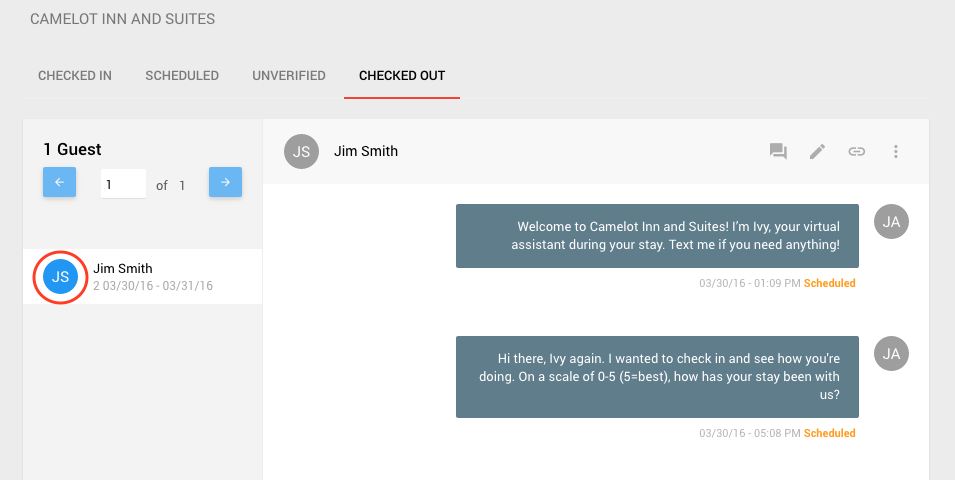 CAMELOT INN AND SUITES
CHECKED IN SCHEDULED UNVERIFIED CHECKED OUT
1 Guest
1 of 1
JS Jim Smith
2 03/30/16 - 03/31/16
JS Jim Smith
Welcome to Camelot Inn and Suites! I'm Ivy, your virtual
assistant during your stay. Text me if you need anything!
JA
03/30/16 - 01:09 PM Scheduled
Hi there, Ivy again. I wanted to check in and see how you're
doing. On a scale of 0-5 (5=best), how has your stay been with
us?
JA
03/30/16 - 05:08 PM Scheduled